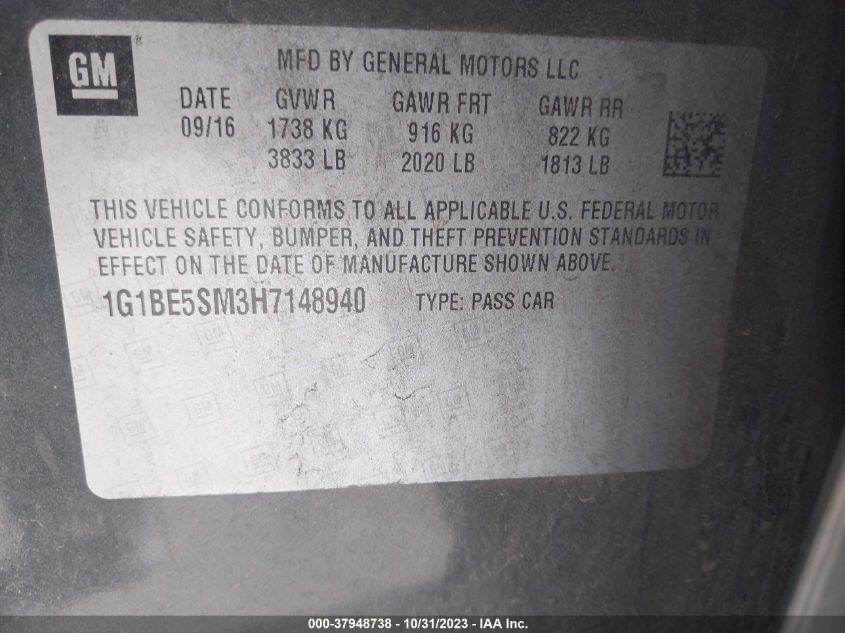 GM
MFD BY GENERAL MOTORS LLC
DATE GVWR GAWR FRT GAWR RR
09/16 1738 KG 916 KG 822 KG
3833 LB 2020 LB 1813 LB
THIS VEHICLE CONFORMS TO ALL APPLICABLE U.S. FEDERAL MOTOR
VEHICLE SAFETY, BUMPER, AND THEFT PREVENTION STANDARDS IN
EFFECT ON THE DATE OF MANUFACTURE SHOWN ABOVE.
1G1BE5SM3H7148940 TYPE: PASS CAR
000-37948738 - 10/31/2023 - IAA Inc.